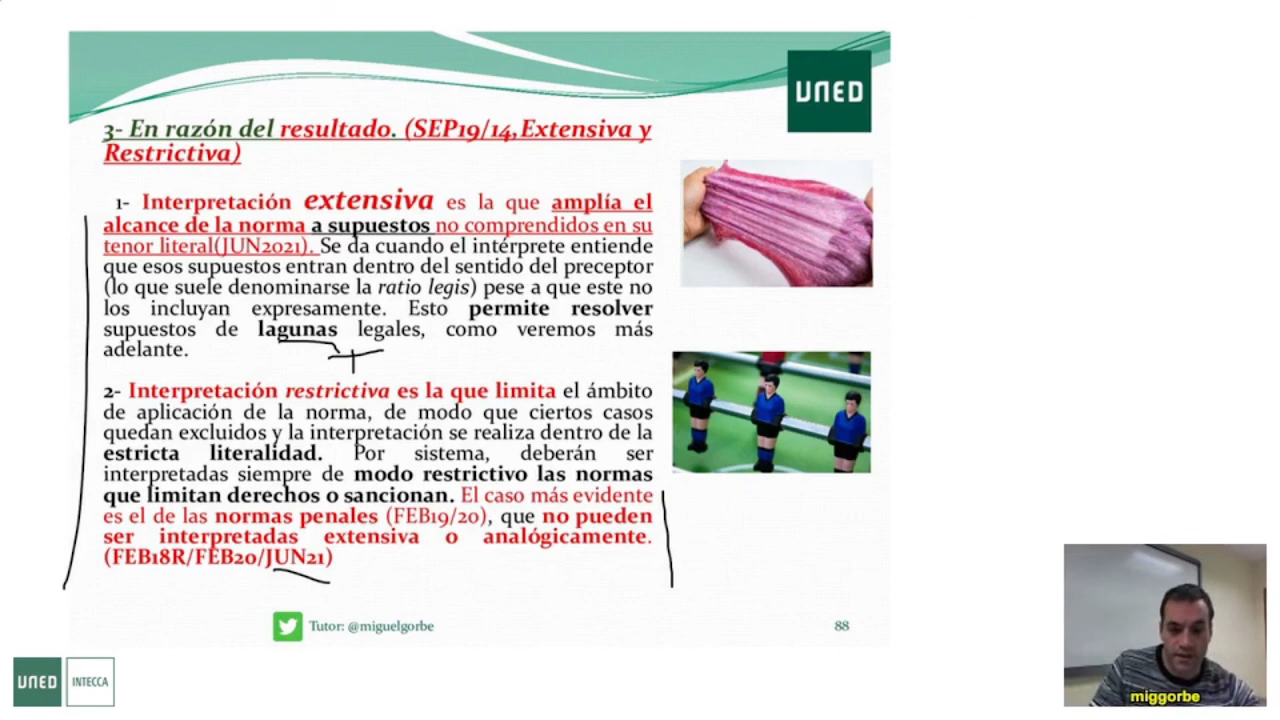 UNED
3- En razón del resultado. (SEP19/14,Extensiva y
Restrictiva)
1- Interpretación extensiva es la que amplía el
alcance de la norma a supuestos no comprendidos en su
tenor literal(JUN2021). Se da cuando el intérprete entiende
que esos supuestos entran dentro del sentido del precepto
(lo que suele denominarse la ratio legis) pese a que este no
los incluyan expresamente. Esto permite resolver
supuestos de lagunas legales, como veremos más
adelante.
2- Interpretación restrictiva es la que limita el ámbito
de aplicación de la norma, de modo que ciertos casos
quedan excluidos y la interpretación se realiza dentro de la
estricta literalidad. Por sistema, deberán ser
interpretadas siempre de modo restrictivo las normas
que limitan derechos o sancionan. El caso más evidente
es el de las normas penales (FEB19/20), que no pueden
ser interpretadas extensiva o analógicamente.
(FEB18R/FEB20/JUN21)
Tutor: @miguelgorbe
88
UNED
INTECCA
miggorbe